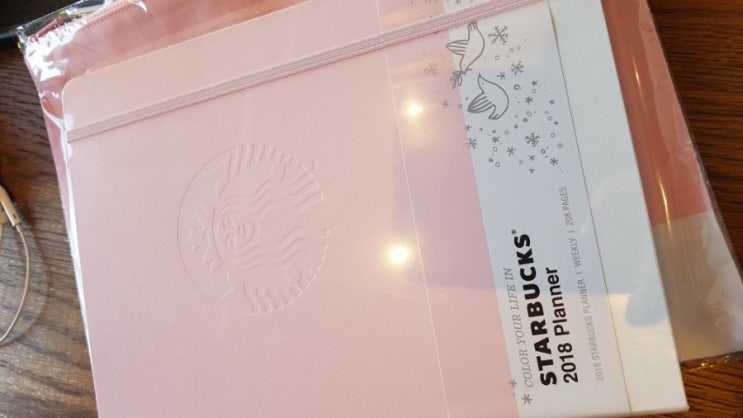 * COLOR YOUR LIFE IN
STARBUCKS®
2018 Planner
2018 STARBUCKS PLANNER | WEEKLY | 208 PAGES